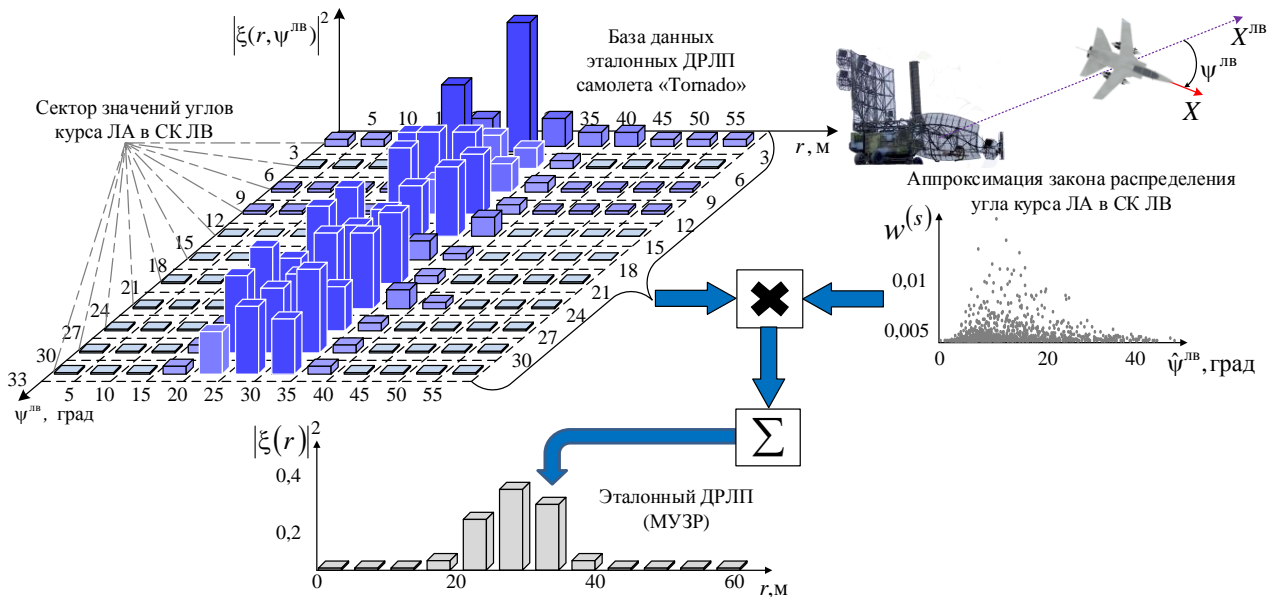 |ξ(r,ψ^лв)|²
База данных
эталонных ДРЛП
самолета «Tornado»
Сектор значений углов
курса ЛА в СК ЛВ
5 10 35 40 45 50 55
r, м
3 6 9 12 15 18 21 24 27 30 33
3 6 9 12 15 18 21 24 27 30
5 10 15 20 25 30 35 40 45 50 55
ψ^лв, град
X^лв
ψ^лв
X
Аппроксимация закона распределения
угла курса ЛА в СК ЛВ
w^(s)
0,01
0,005
0 20 40
ψ̂^лв, град
Σ
|ξ(r)|²
0,4
0,2
Эталонный ДРЛП
(МУЗР)
0 20 40 60
r,м